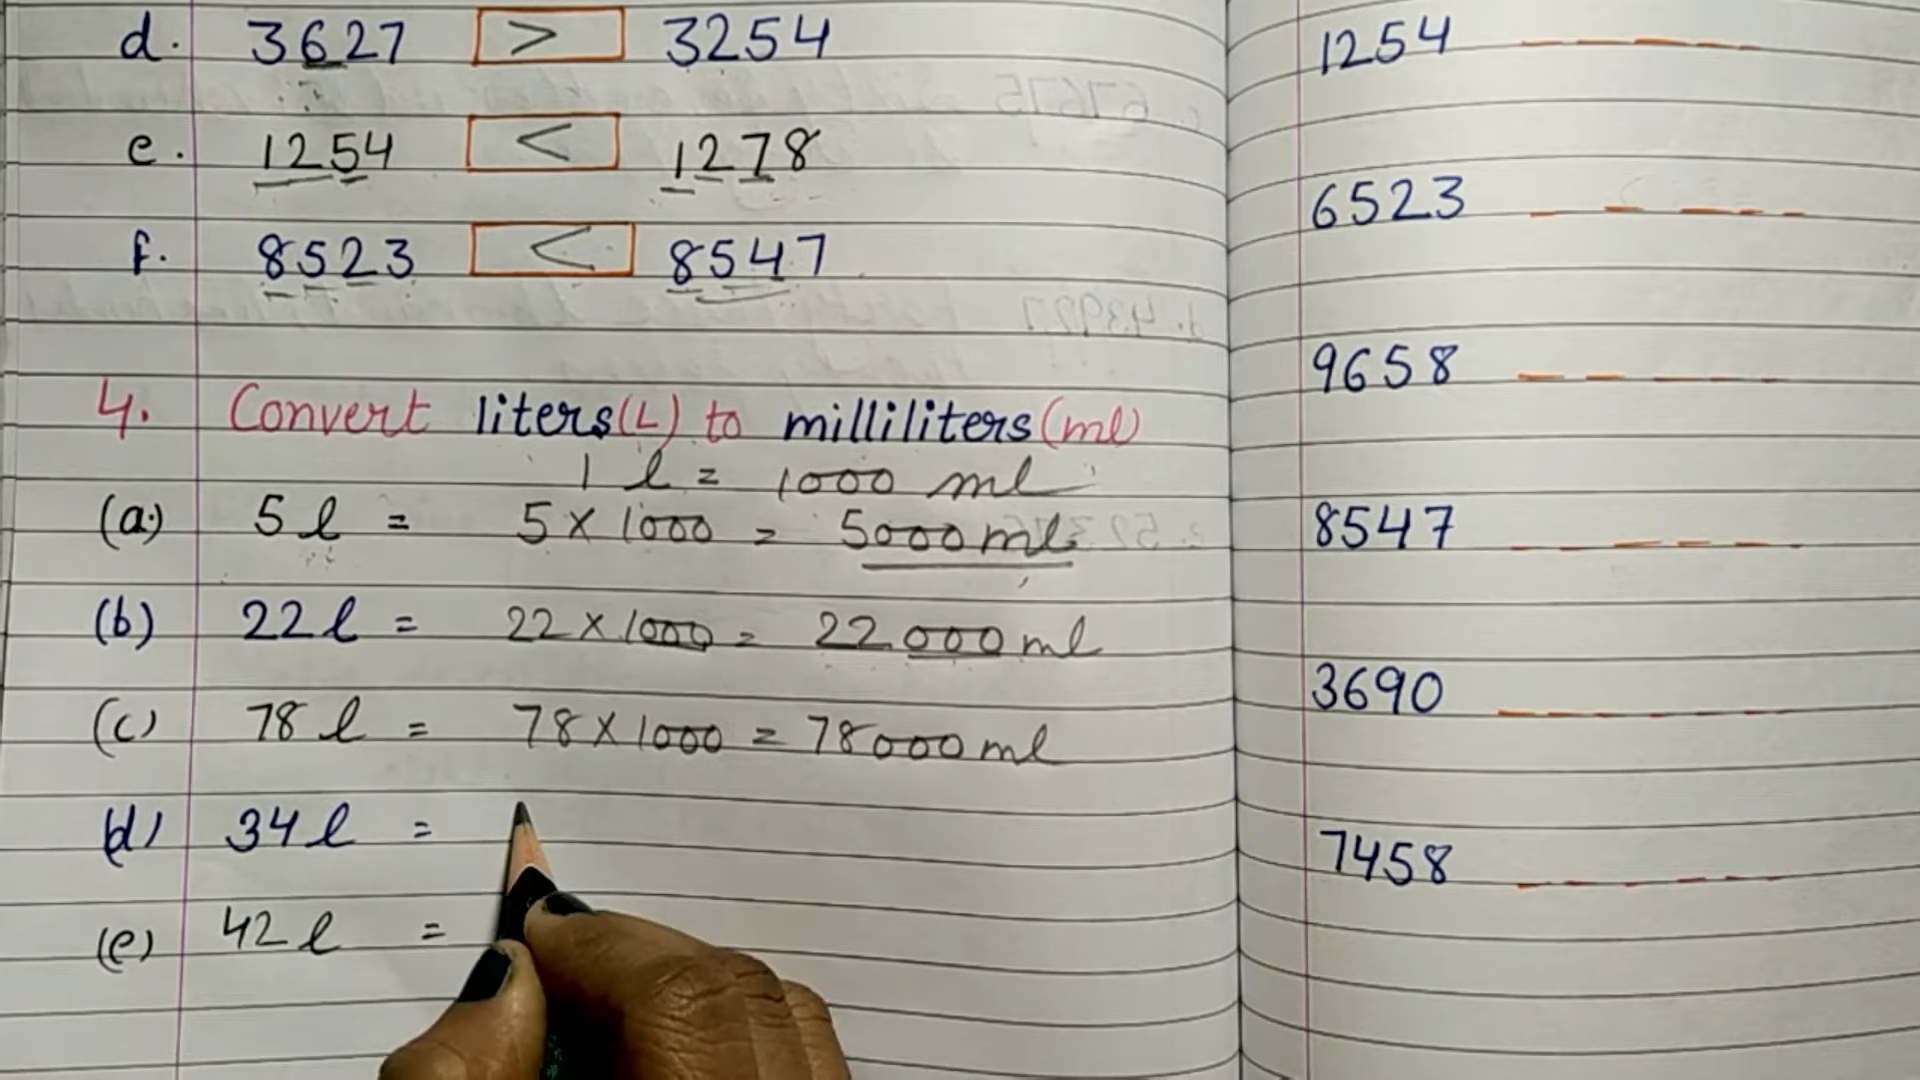 d. 3627 > 3254
e. 1254 < 1278
f. 8523 < 8547
4. Convert liters(L) to milliliters(ml)
1 l = 1000 ml
(a) 5 l = 5 × 1000 = 5000 ml
(b) 22 l = 22 × 1000 = 22000 ml
(c) 78 l = 78 × 1000 = 78000 ml
(d) 34 l =
(e) 42 l =
1254
6523
9658
8547
3690
7458